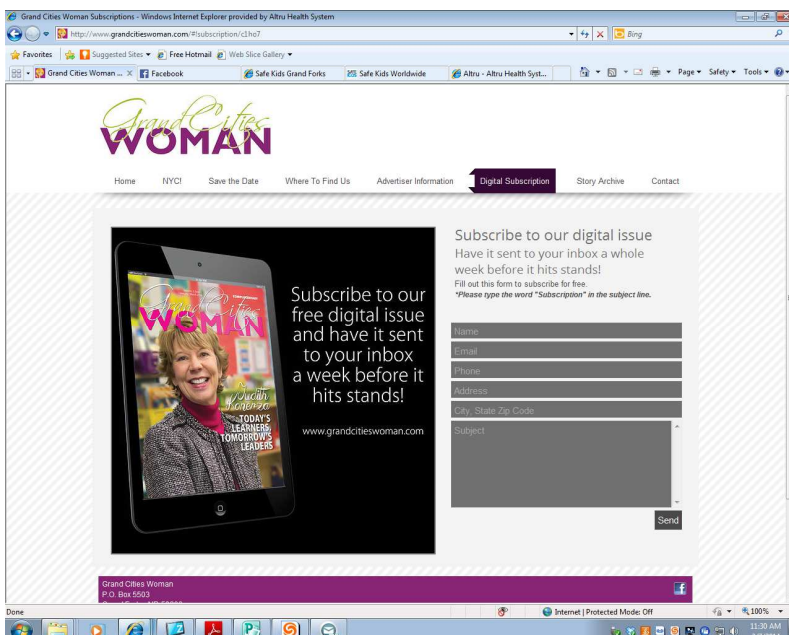 Grand Cities Woman Subscriptions - Windows Internet Explorer provided by Altru Health System
http://www.grandcitieswoman.com/#!subscription/c1ho7
Bing
Favorites Suggested Sites Free Hotmail Web Slice Gallery
Grand Cities Woman ... Facebook Safe Kids Grand Forks Safe Kids Worldwide Altru - Altru Health Syst... Page Safety Tools
Grand Cities
WOMAN
Home NYC! Save the Date Where To Find Us Advertiser Information Digital Subscription Story Archive Contact
Grand Cities
WOMAN
Judith
TODAY'S
LEARNERS,
TOMORROW'S
LEADERS
Subscribe to our
free digital issue
and have it sent
to your inbox
a week before it
hits stands!
www.grandcitieswoman.com
Subscribe to our digital issue
Have it sent to your inbox a whole
week before it hits stands!
Fill out this form to subscribe for free.
*Please type the word "Subscription" in the subject line.
Name
Email
Phone
Address
City, State Zip Code
Subject
Send
Grand Cities Woman
P.O. Box 5503
Done Internet | Protected Mode: Off 100%
11:30 AM